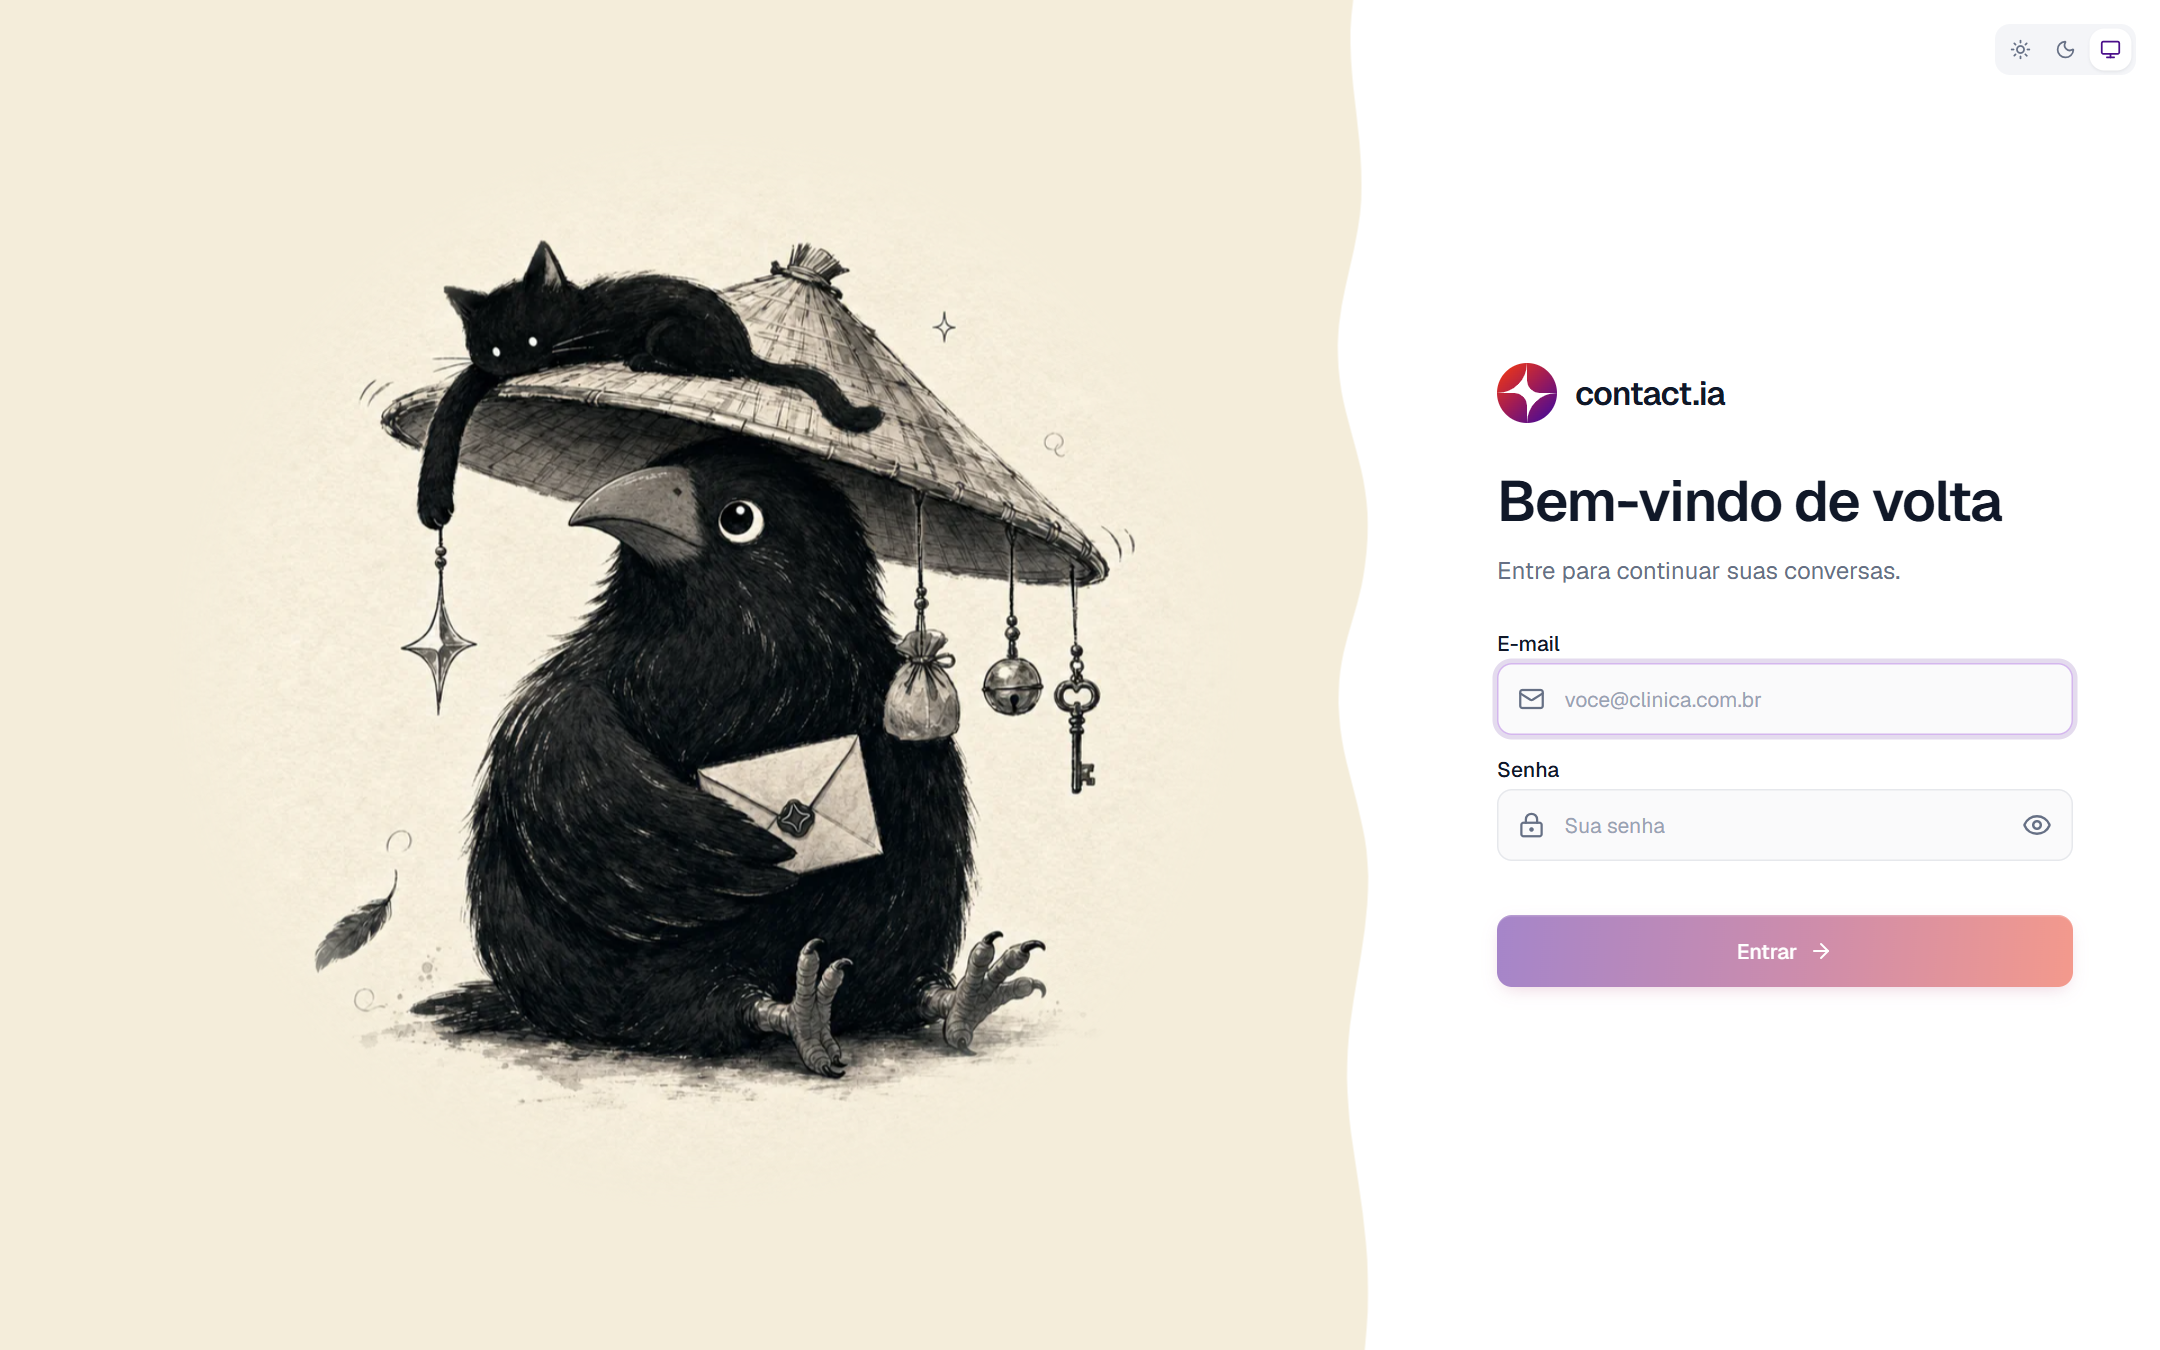 contact.ia
Bem-vindo de volta
Entre para continuar suas conversas.
E-mail
voce@clinica.com.br
Senha
Sua senha
Entrar